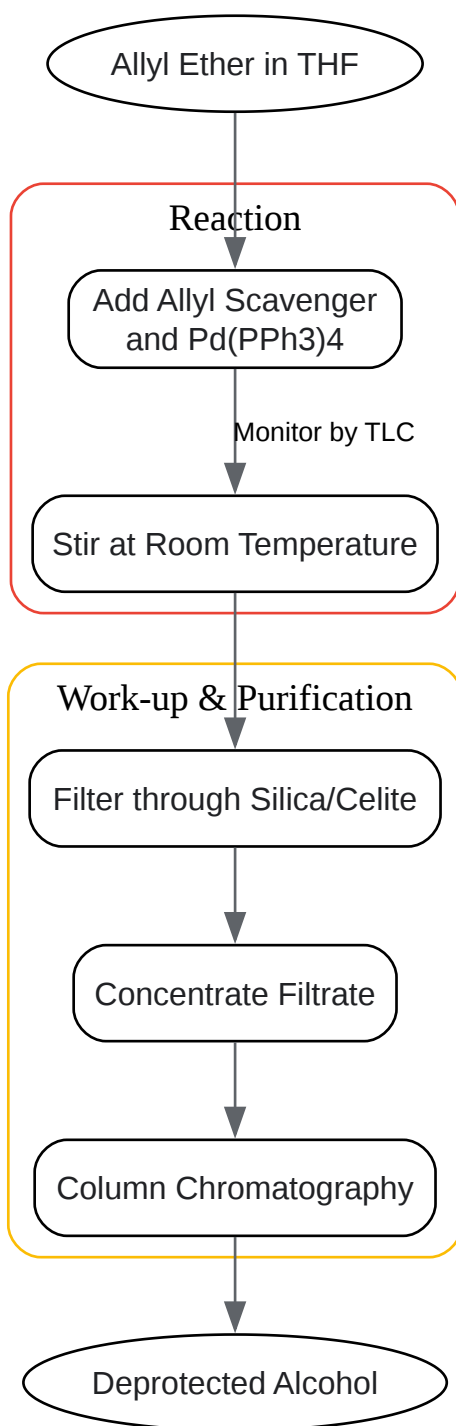 Allyl Ether in THF
Reaction
Add Allyl Scavenger
and Pd(PPh3)4
Monitor by TLC
Stir at Room Temperature
Work-up & Purification
Filter through Silica/Celite
Concentrate Filtrate
Column Chromatography
Deprotected Alcohol